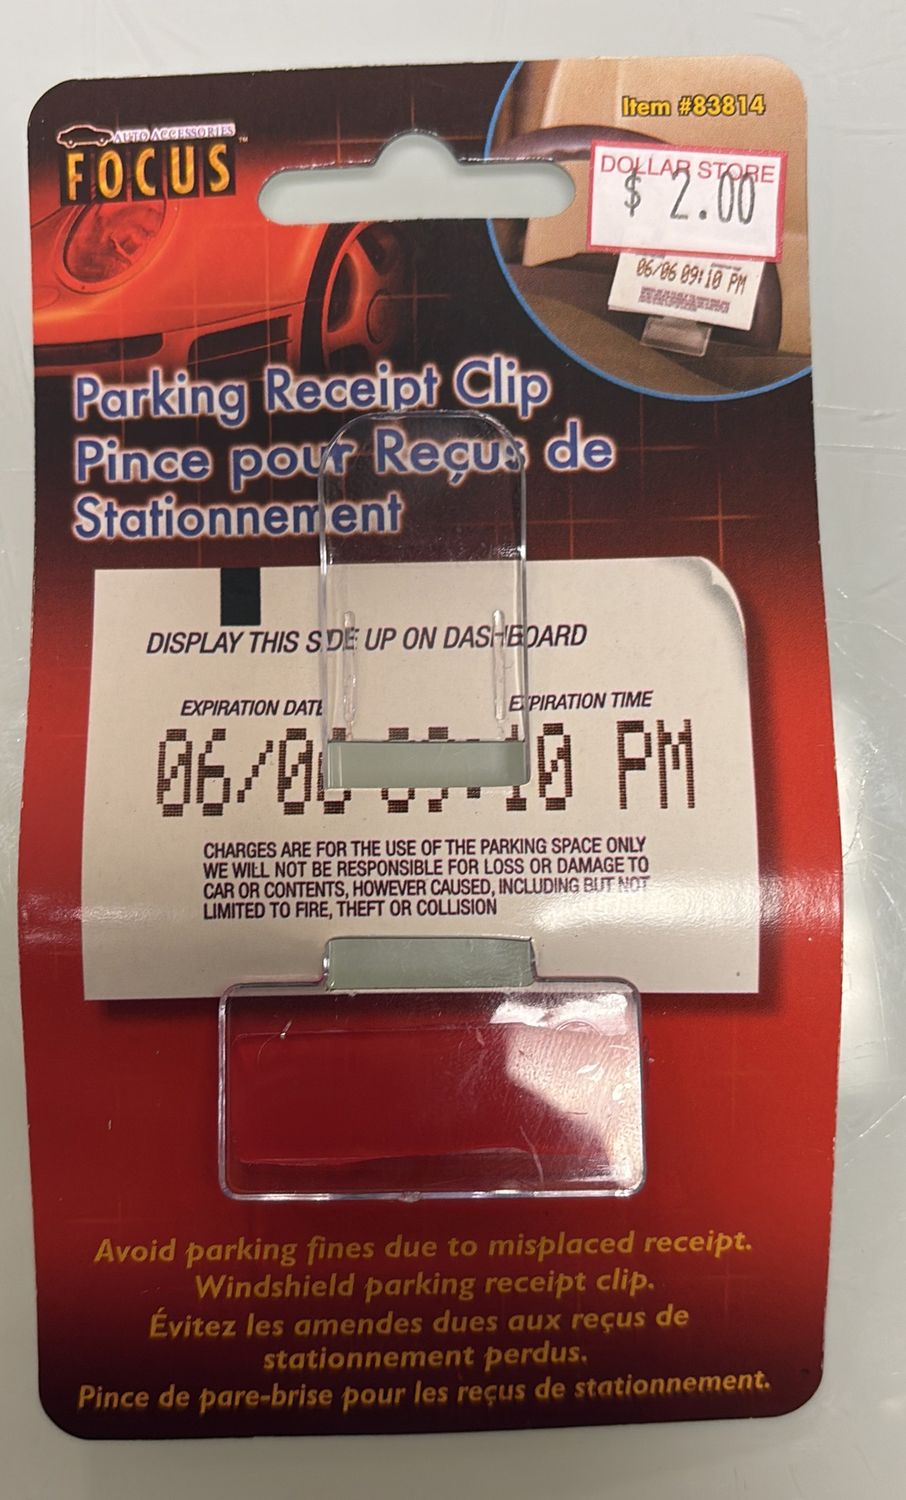 AUTO ACCESSORIES
FOCUS™
Item #83814
DOLLAR STORE
$ 2.00
06/06 09:10 PM
Parking Receipt Clip
Pince pour Reçus de
Stationnement
DISPLAY THIS SIDE UP ON DASHBOARD
EXPIRATION DATE EXPIRATION TIME
06/06 09:10 PM
CHARGES ARE FOR THE USE OF THE PARKING SPACE ONLY
WE WILL NOT BE RESPONSIBLE FOR LOSS OR DAMAGE TO
CAR OR CONTENTS, HOWEVER CAUSED, INCLUDING BUT NOT
LIMITED TO FIRE, THEFT OR COLLISION
Avoid parking fines due to misplaced receipt.
Windshield parking receipt clip.
Évitez les amendes dues aux reçus de
stationnement perdus.
Pince de pare-brise pour les reçus de stationnement.